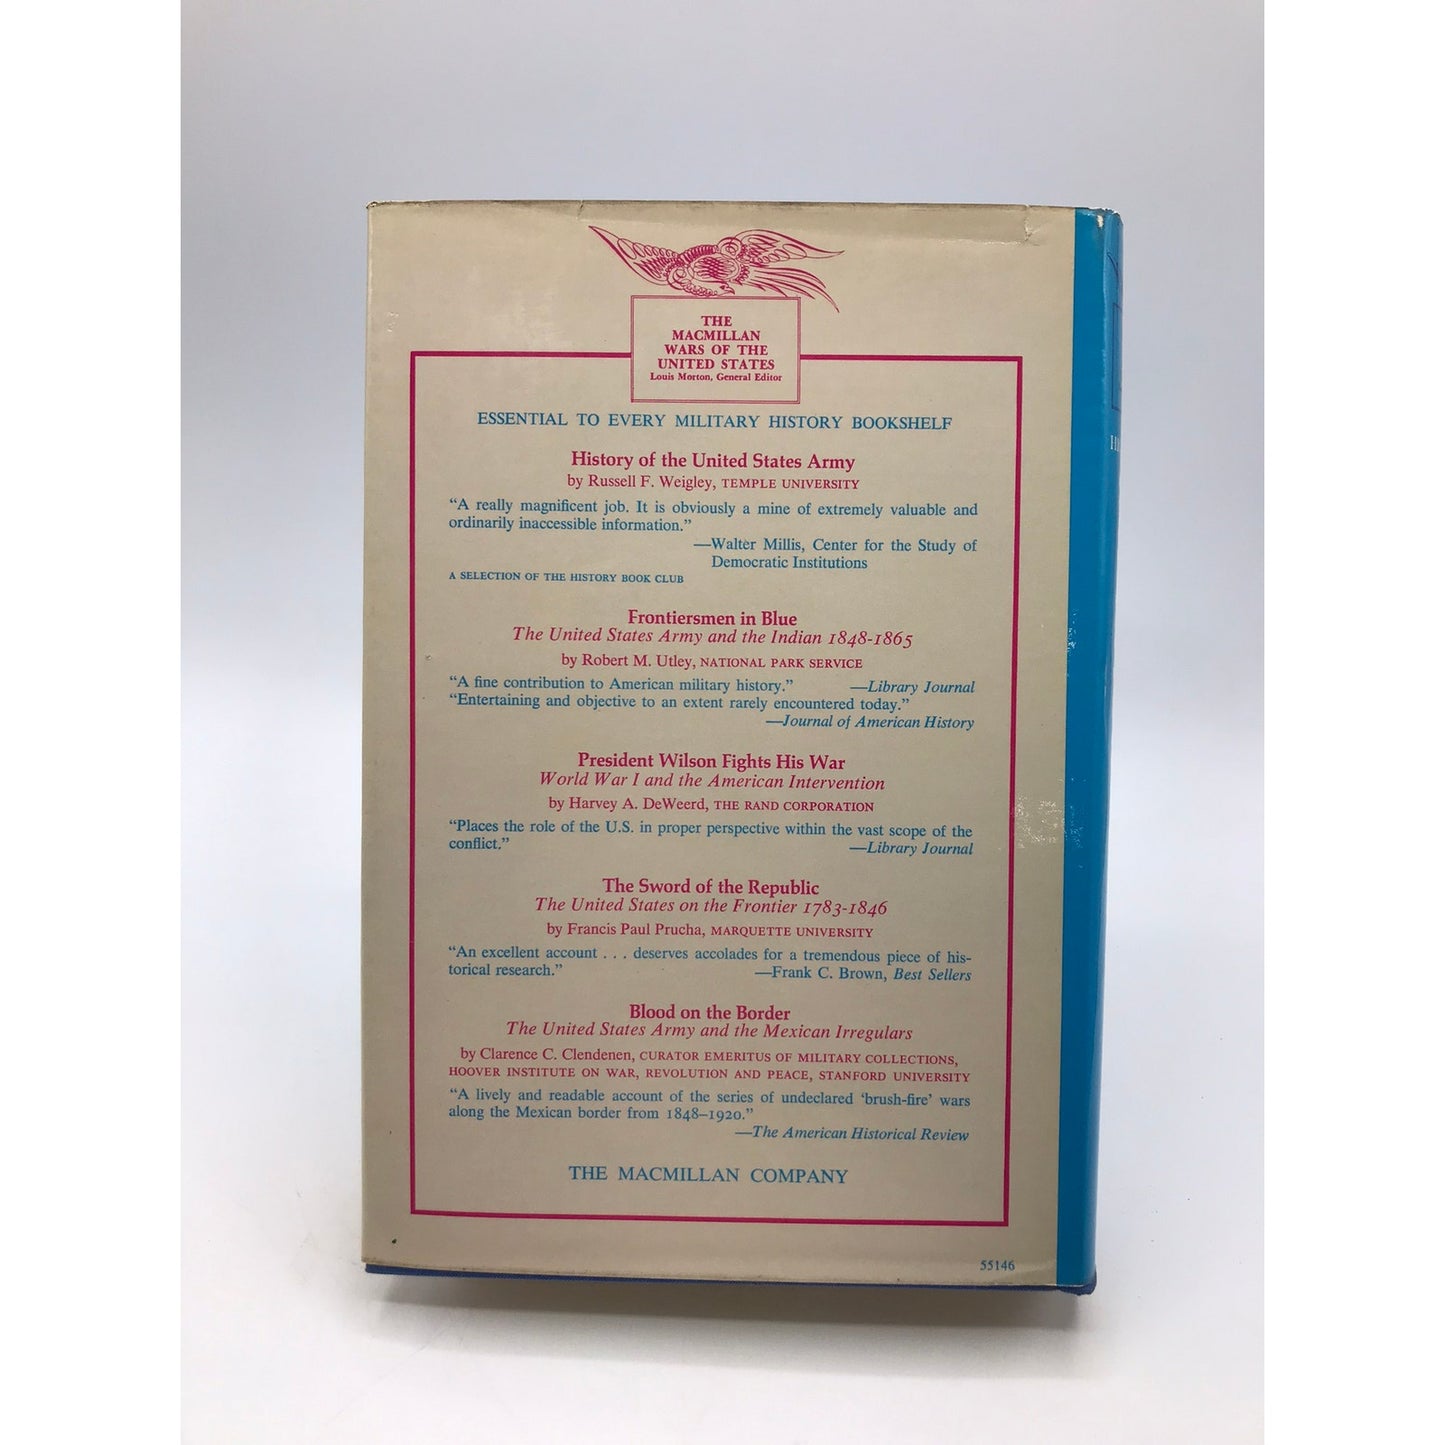 THE
MACMILLAN
WARS OF THE
UNITED STATES
Louis Morton, General Editor
ESSENTIAL TO EVERY MILITARY HISTORY BOOKSHELF
History of the United States Army
by Russell F. Weigley, TEMPLE UNIVERSITY
“A really magnificent job. It is obviously a mine of extremely valuable and
ordinarily inaccessible information.”
—Walter Millis, Center for the Study of
Democratic Institutions
A SELECTION OF THE HISTORY BOOK CLUB
Frontiersmen in Blue
The United States Army and the Indian 1848-1865
by Robert M. Utley, NATIONAL PARK SERVICE
“A fine contribution to American military history.” —Library Journal
“Entertaining and objective to an extent rarely encountered today.”
—Journal of American History
President Wilson Fights His War
World War I and the American Intervention
by Harvey A. DeWeerd, THE RAND CORPORATION
“Places the role of the U.S. in proper perspective within the vast scope of the
conflict.” —Library Journal
The Sword of the Republic
The United States on the Frontier 1783-1846
by Francis Paul Prucha, MARQUETTE UNIVERSITY
“An excellent account . . . deserves accolades for a tremendous piece of his-
torical research.” —Frank C. Brown, Best Sellers
Blood on the Border
The United States Army and the Mexican Irregulars
by Clarence C. Clendenen, CURATOR EMERITUS OF MILITARY COLLECTIONS,
HOOVER INSTITUTE ON WAR, REVOLUTION AND PEACE, STANFORD UNIVERSITY
“A lively and readable account of the series of undeclared ‘brush-fire’ wars
along the Mexican border from 1848–1920.”
—The American Historical Review
THE MACMILLAN COMPANY
55146